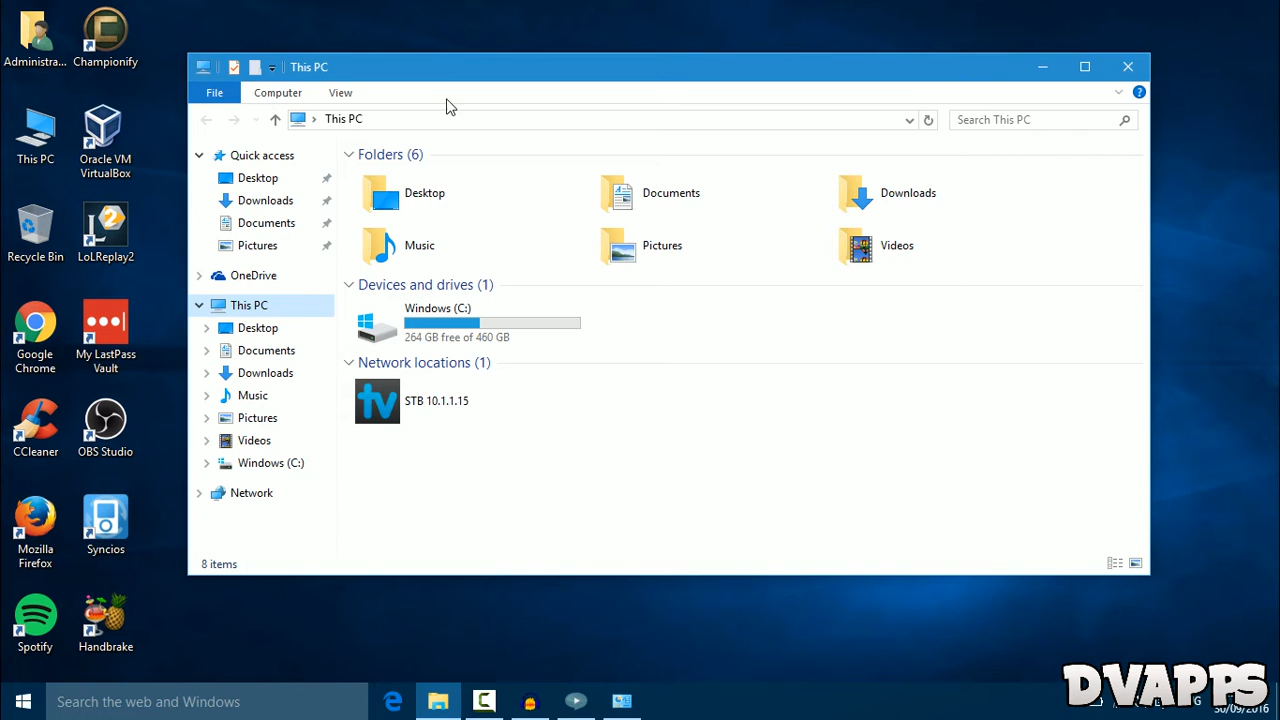 Administra...
Championify
This PC
Oracle VM
VirtualBox
Recycle Bin
LoLReplay2
Google
Chrome
My LastPass
Vault
CCleaner
OBS Studio
Mozilla
Firefox
Syncios
Spotify
Handbrake
This PC
File
Computer
View
This PC
Search This PC
Quick access
Desktop
Downloads
Documents
Pictures
OneDrive
This PC
Desktop
Documents
Downloads
Music
Pictures
Videos
Windows (C:)
Network
Folders (6)
Desktop
Documents
Downloads
Music
Pictures
Videos
Devices and drives (1)
Windows (C:)
264 GB free of 460 GB
Network locations (1)
tv
STB 10.1.1.15
8 items
Search the web and Windows
DVAPPS
30/09/2016